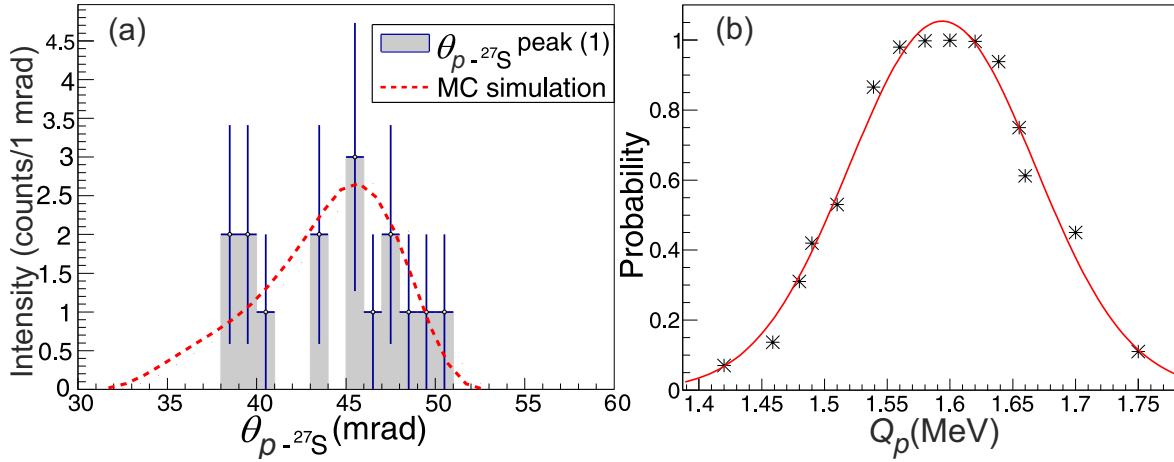 (a)
θp-27S peak (1)
MC simulation
Intensity (counts/1 mrad)
4.5
4
3.5
3
2.5
2
1.5
1
0.5
0
30 35 40 45 50 55 60
θp-27S (mrad)
(b)
Probability
1
0.8
0.6
0.4
0.2
0
1.4 1.45 1.5 1.55 1.6 1.65 1.7 1.75
Qp(MeV)